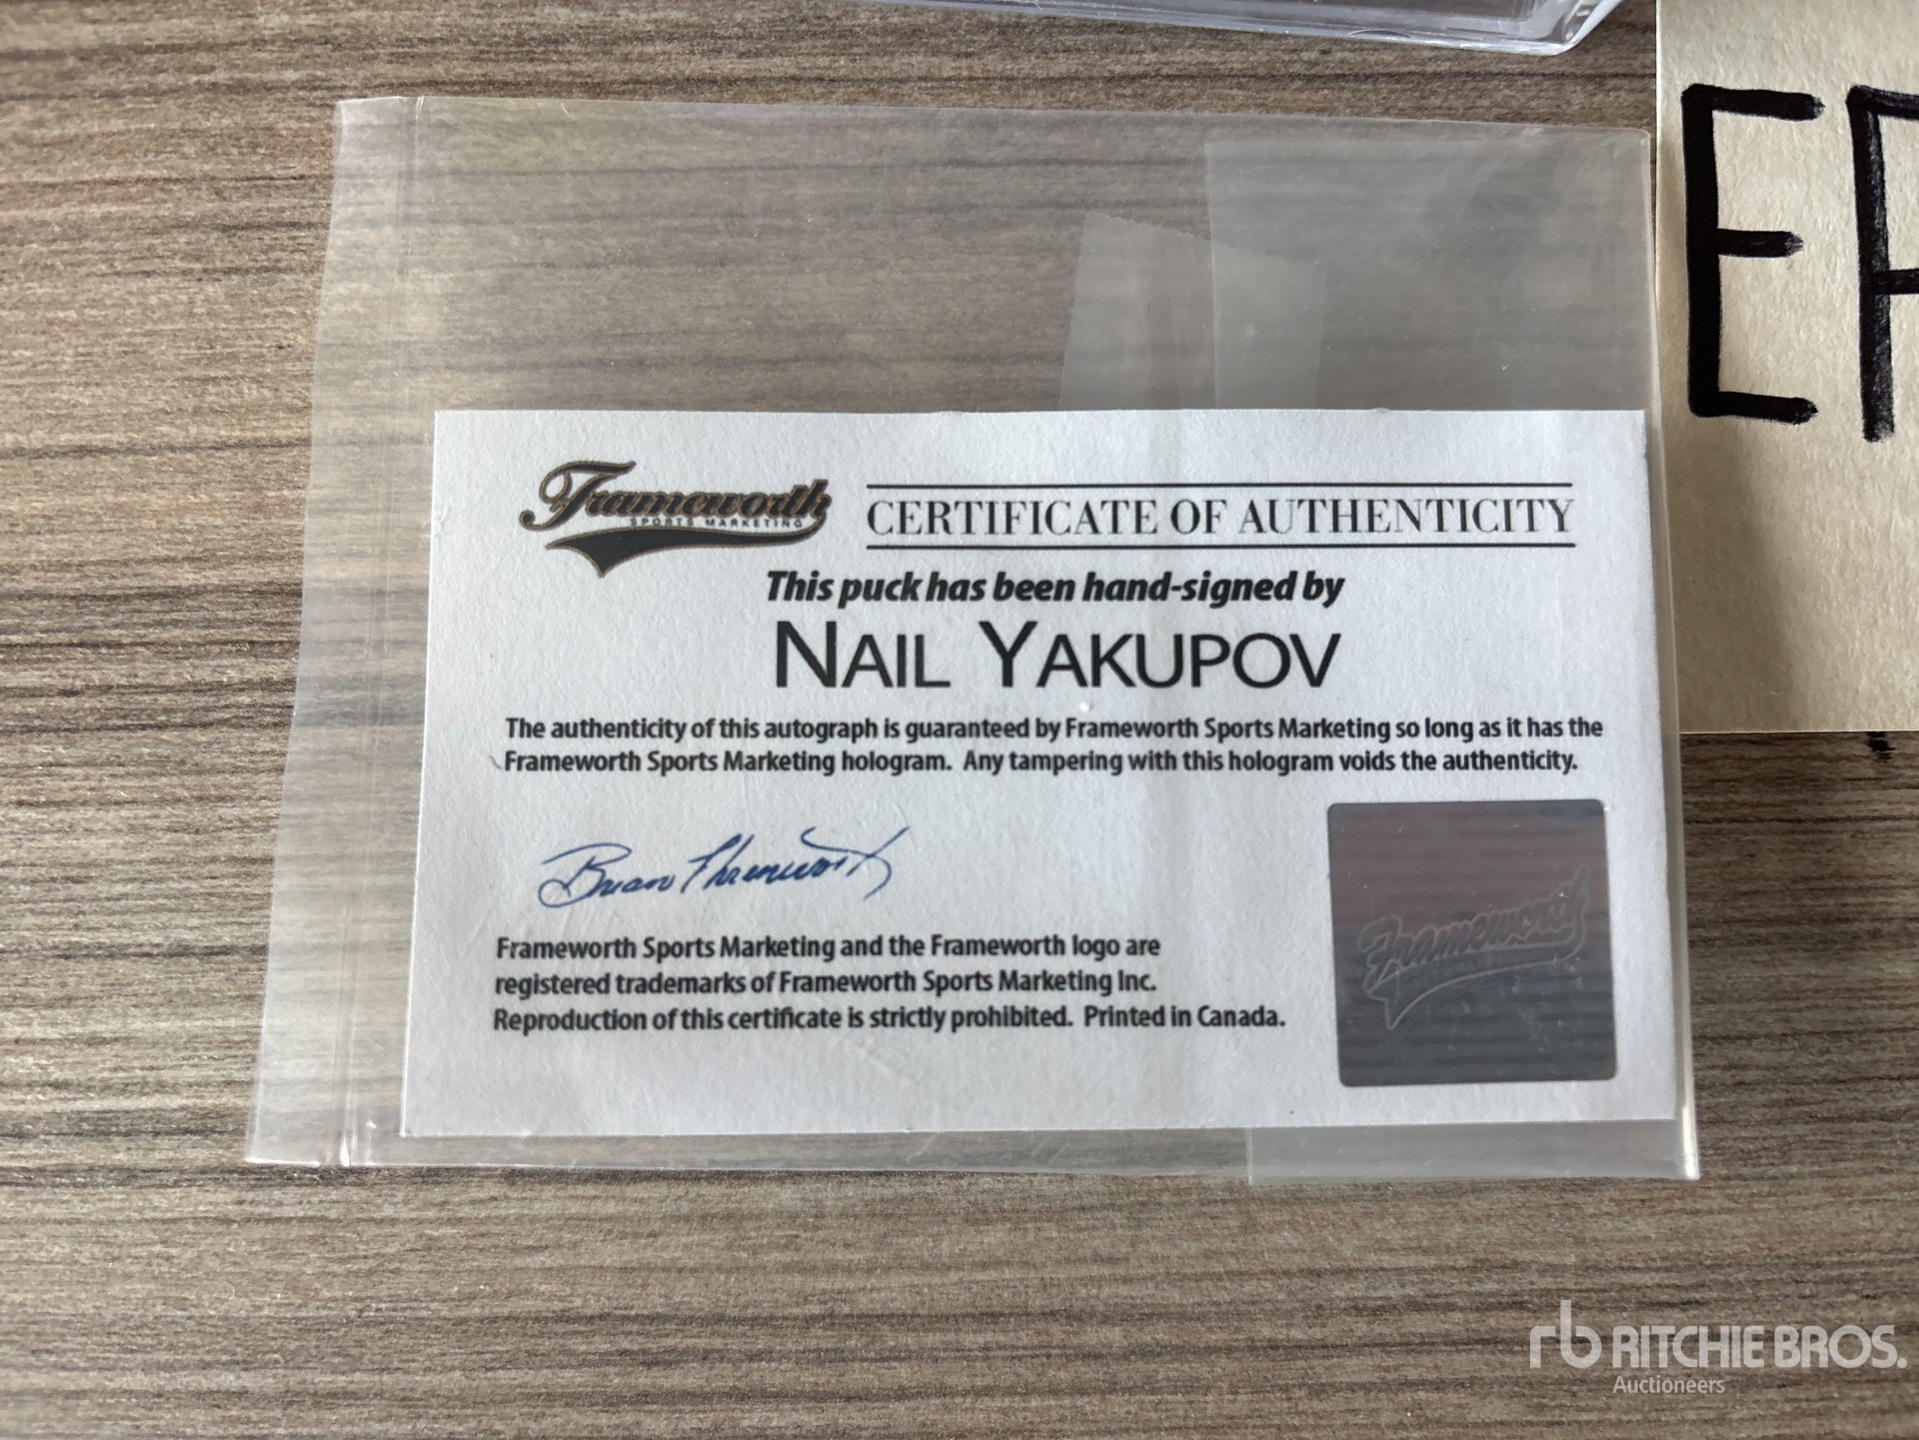 Frameworth
SPORTS MARKETING
CERTIFICATE OF AUTHENTICITY
This puck has been hand-signed by
NAIL YAKUPOV
The authenticity of this autograph is guaranteed by Frameworth Sports Marketing so long as it has the
Frameworth Sports Marketing hologram. Any tampering with this hologram voids the authenticity.
Brian Ehrenworth
Frameworth Sports Marketing and the Frameworth logo are
registered trademarks of Frameworth Sports Marketing Inc.
Reproduction of this certificate is strictly prohibited. Printed in Canada.
Frameworth
E
rb RITCHIE BROS.
Auctioneers